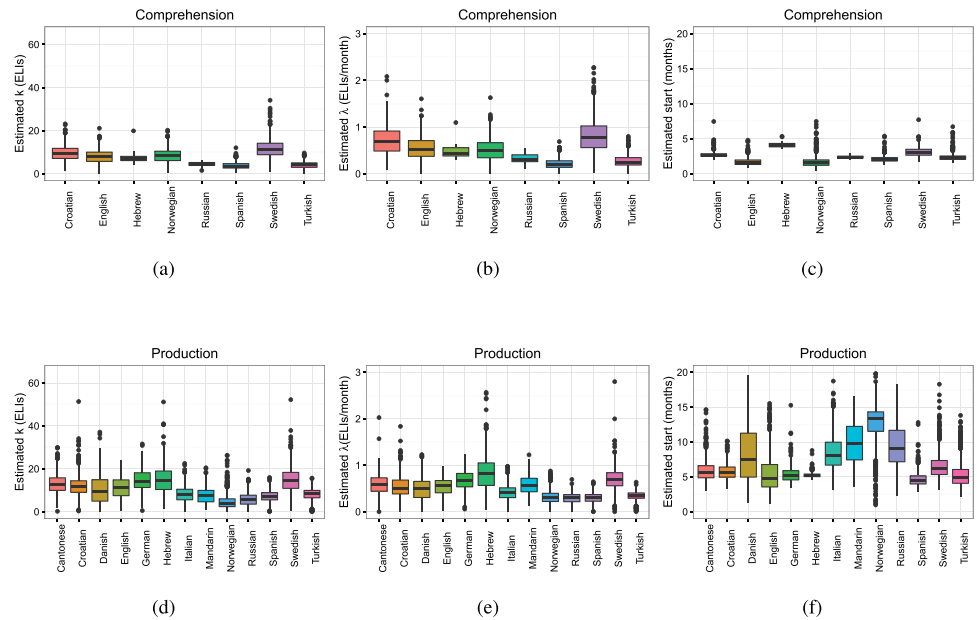 Comprehension
Estimated k (ELIs)
60
40
20
0
Croatian
English
Hebrew
Norwegian
Russian
Spanish
Swedish
Turkish
(a)
Comprehension
Estimated λ (ELIs/month)
3
2
1
0
Croatian
English
Hebrew
Norwegian
Russian
Spanish
Swedish
Turkish
(b)
Comprehension
Estimated start (months)
20
15
10
5
0
Croatian
English
Hebrew
Norwegian
Russian
Spanish
Swedish
Turkish
(c)
Production
Estimated k (ELIs)
60
40
20
0
Cantonese
Croatian
Danish
English
German
Hebrew
Italian
Mandarin
Norwegian
Russian
Spanish
Swedish
Turkish
(d)
Production
Estimated λ(ELIs/month)
3
2
1
0
Cantonese
Croatian
Danish
English
German
Hebrew
Italian
Mandarin
Norwegian
Russian
Spanish
Swedish
Turkish
(e)
Production
Estimated start (months)
20
15
10
5
0
Cantonese
Croatian
Danish
English
German
Hebrew
Italian
Mandarin
Norwegian
Russian
Spanish
Swedish
Turkish
(f)